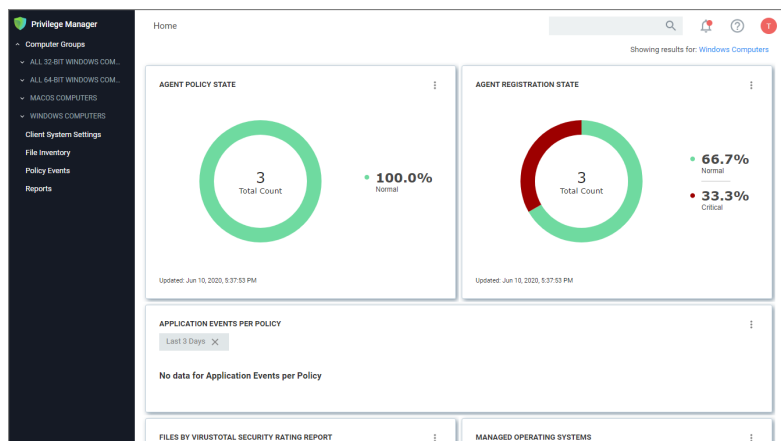 Privilege Manager
Computer Groups
ALL 32-BIT WINDOWS COM...
ALL 64-BIT WINDOWS COM...
MACOS COMPUTERS
WINDOWS COMPUTERS
Client System Settings
File Inventory
Policy Events
Reports
Home
T
Showing results for: Windows Computers
AGENT POLICY STATE
3
Total Count
100.0%
Normal
Updated: Jun 10, 2020, 5:37:53 PM
AGENT REGISTRATION STATE
3
Total Count
66.7%
Normal
33.3%
Critical
Updated: Jun 10, 2020, 5:37:53 PM
APPLICATION EVENTS PER POLICY
Last 3 Days
No data for Application Events per Policy
FILES BY VIRUSTOTAL SECURITY RATING REPORT
MANAGED OPERATING SYSTEMS